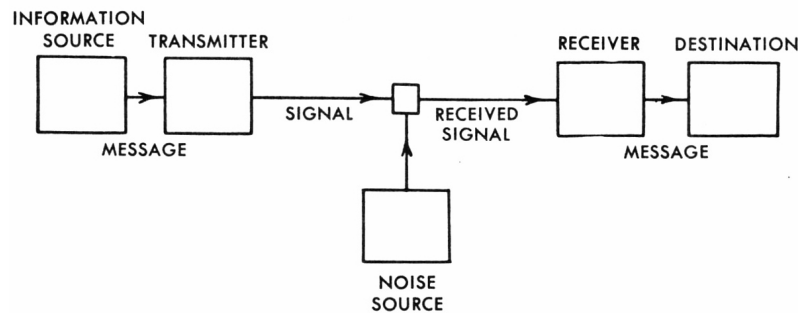 INFORMATION
SOURCE
TRANSMITTER
RECEIVER
DESTINATION
SIGNAL
RECEIVED
SIGNAL
MESSAGE
MESSAGE
NOISE
SOURCE